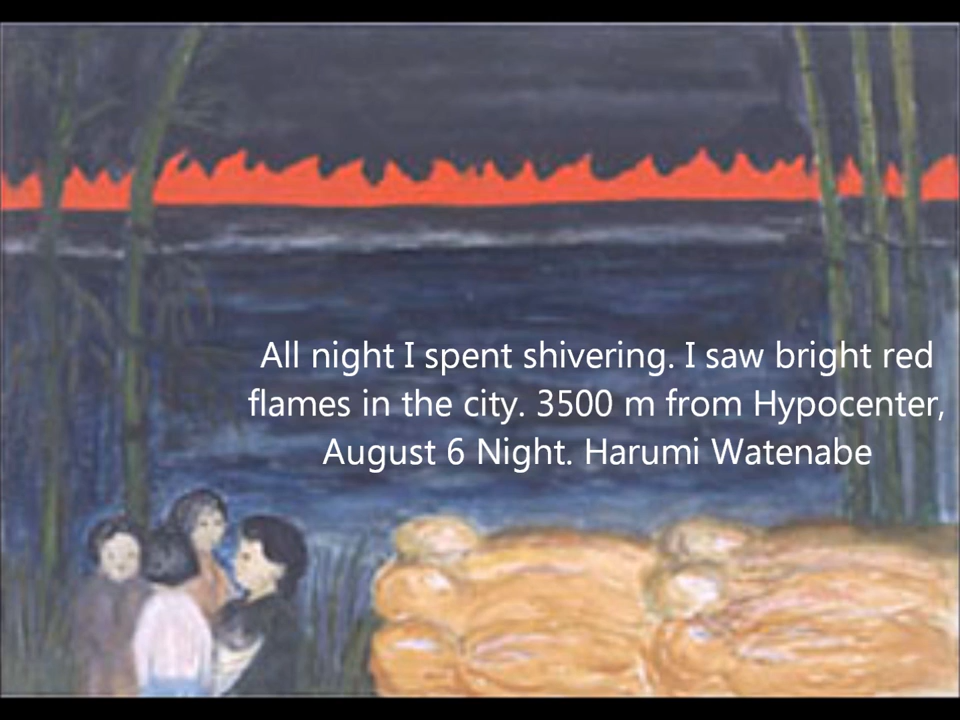 All night I spent shivering. I saw bright red
flames in the city. 3500 m from Hypocenter,
August 6 Night. Harumi Watenabe